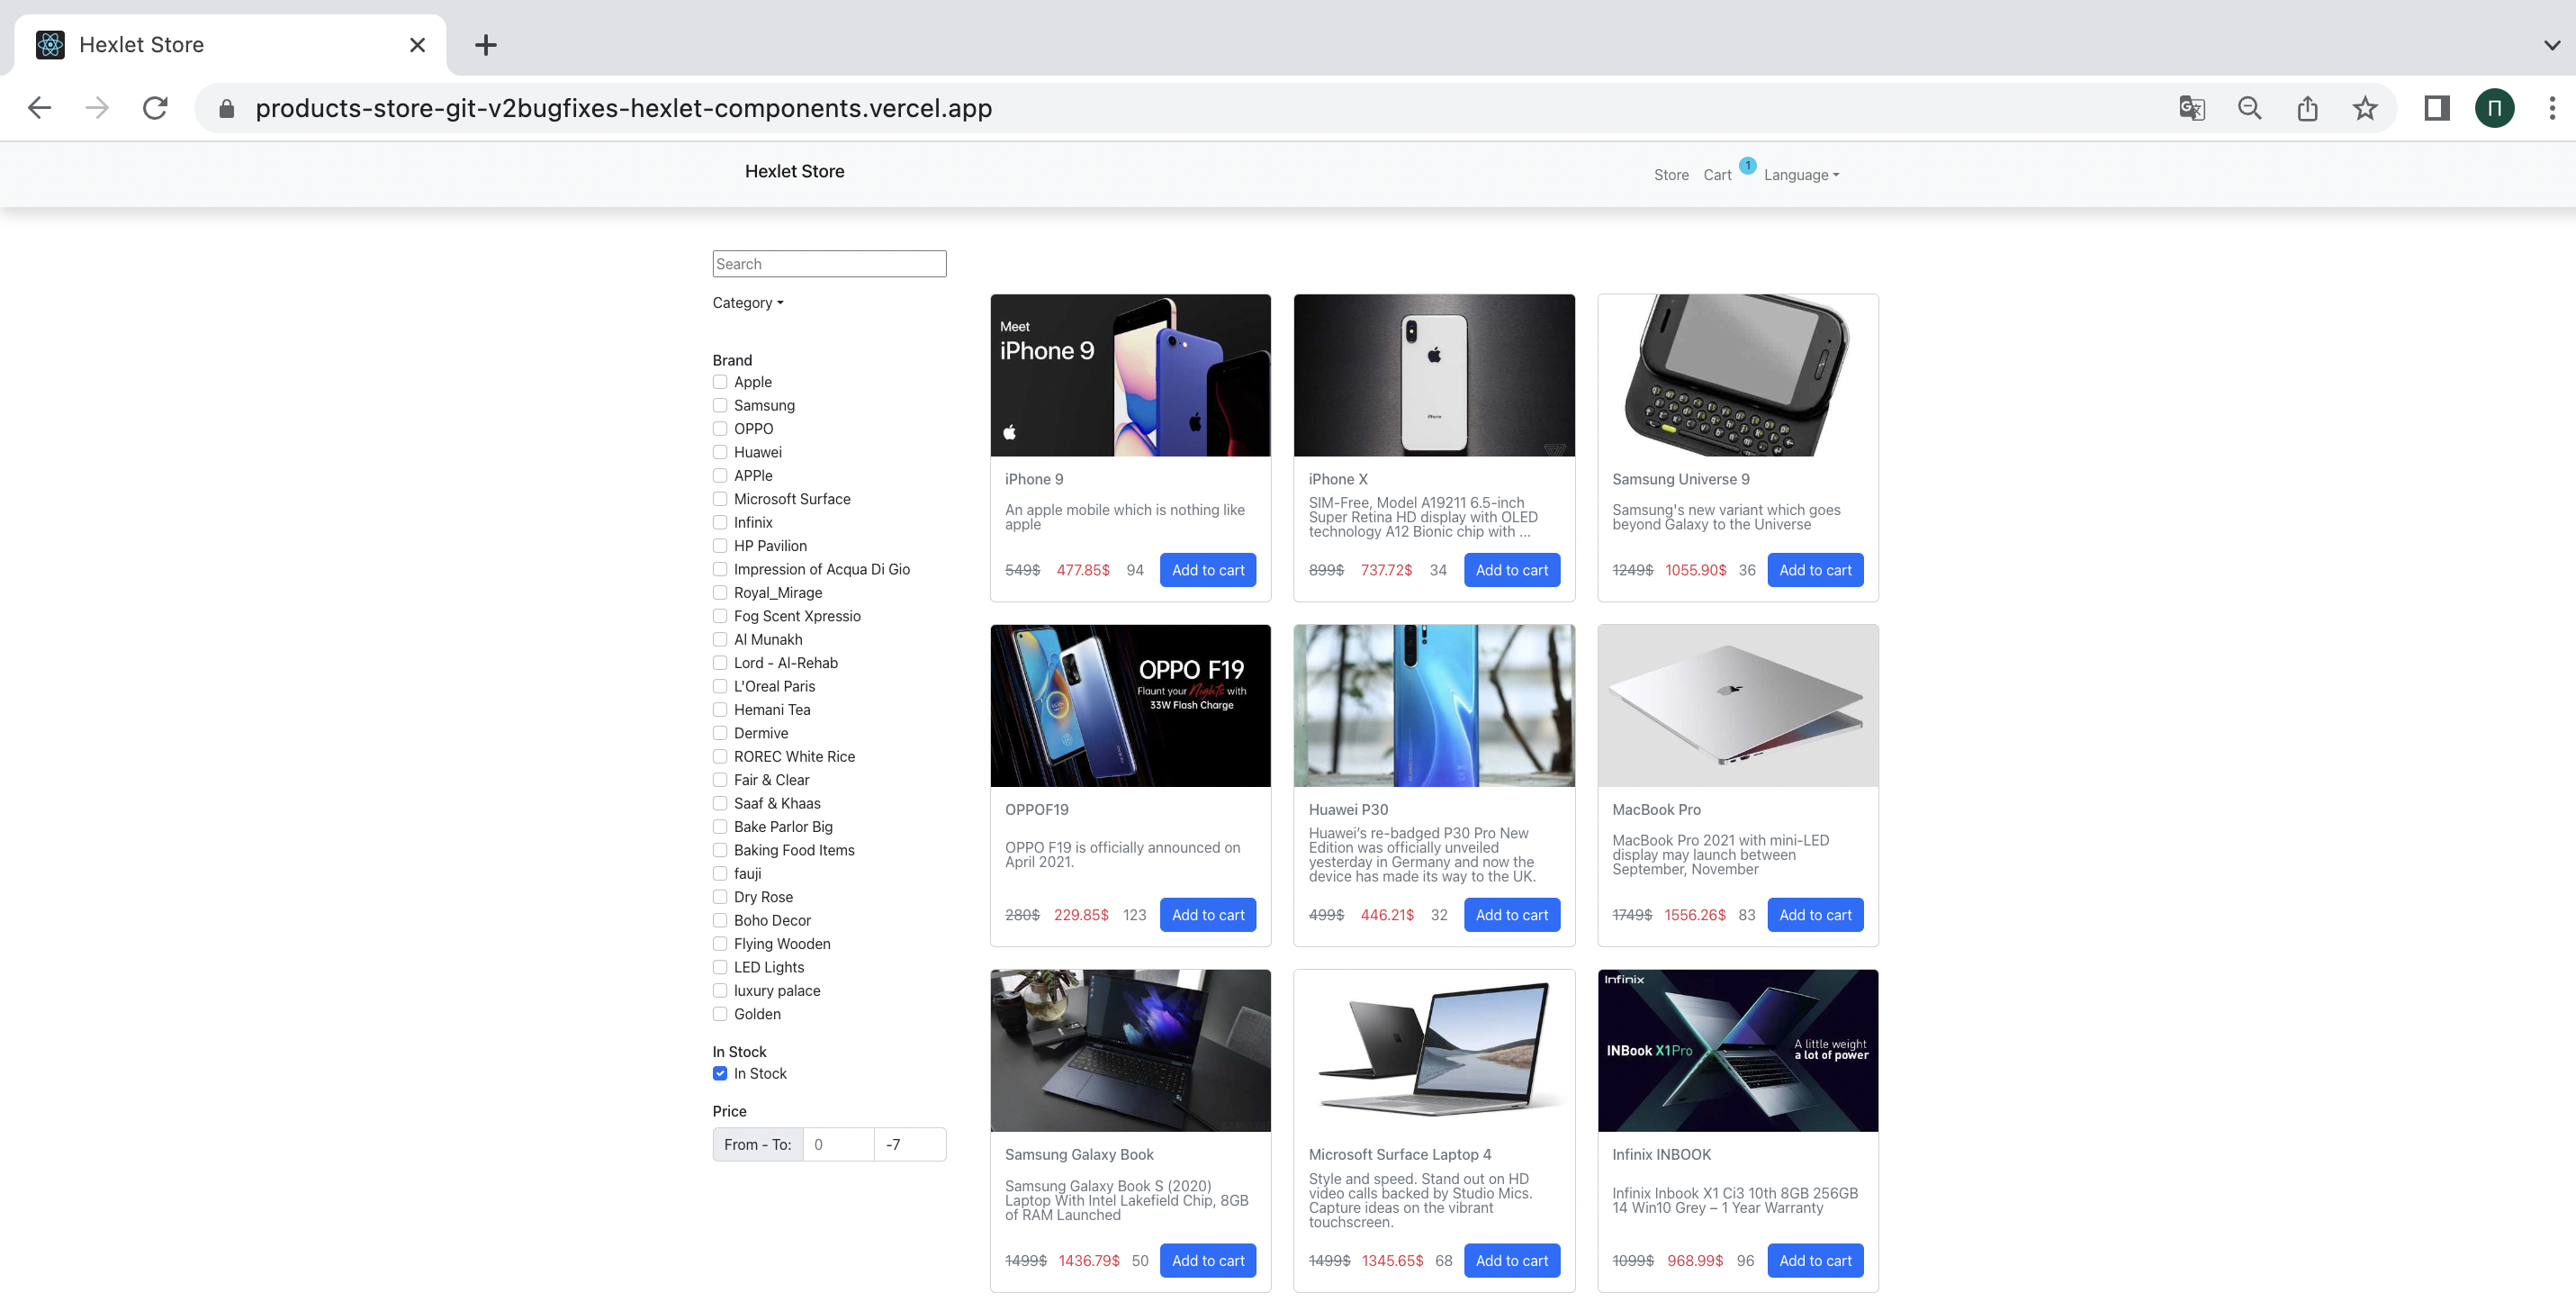 Hexlet Store
products-store-git-v2bugfixes-hexlet-components.vercel.app
П
Hexlet Store
Store Cart 1 Language
Search
Category
Brand
Apple
Samsung
OPPO
Huawei
APPle
Microsoft Surface
Infinix
HP Pavilion
Impression of Acqua Di Gio
Royal_Mirage
Fog Scent Xpressio
Al Munakh
Lord - Al-Rehab
L'Oreal Paris
Hemani Tea
Dermive
ROREC White Rice
Fair & Clear
Saaf & Khaas
Bake Parlor Big
Baking Food Items
fauji
Dry Rose
Boho Decor
Flying Wooden
LED Lights
luxury palace
Golden
In Stock
In Stock
Price
From - To: 0 -7
Meet
iPhone 9
iPhone 9
An apple mobile which is nothing like
apple
549$ 477.85$ 94 Add to cart
iPhone
iPhone X
SIM-Free, Model A19211 6.5-inch
Super Retina HD display with OLED
technology A12 Bionic chip with ...
899$ 737.72$ 34 Add to cart
Samsung Universe 9
Samsung's new variant which goes
beyond Galaxy to the Universe
1249$ 1055.90$ 36 Add to cart
OPPO F19
Flaunt your Nights with
33W Flash Charge
OPPOF19
OPPO F19 is officially announced on
April 2021.
280$ 229.85$ 123 Add to cart
Huawei P30
Huawei's re-badged P30 Pro New
Edition was officially unveiled
yesterday in Germany and now the
device has made its way to the UK.
499$ 446.21$ 32 Add to cart
MacBook Pro
MacBook Pro 2021 with mini-LED
display may launch between
September, November
1749$ 1556.26$ 83 Add to cart
Samsung Galaxy Book
Samsung Galaxy Book S (2020)
Laptop With Intel Lakefield Chip, 8GB
of RAM Launched
1499$ 1436.79$ 50 Add to cart
Microsoft Surface Laptop 4
Style and speed. Stand out on HD
video calls backed by Studio Mics.
Capture ideas on the vibrant
touchscreen.
1499$ 1345.65$ 68 Add to cart
Infinix
INBook X1Pro
A little weight
a lot of power
Infinix INBOOK
Infinix Inbook X1 Ci3 10th 8GB 256GB
14 Win10 Grey – 1 Year Warranty
1099$ 968.99$ 96 Add to cart